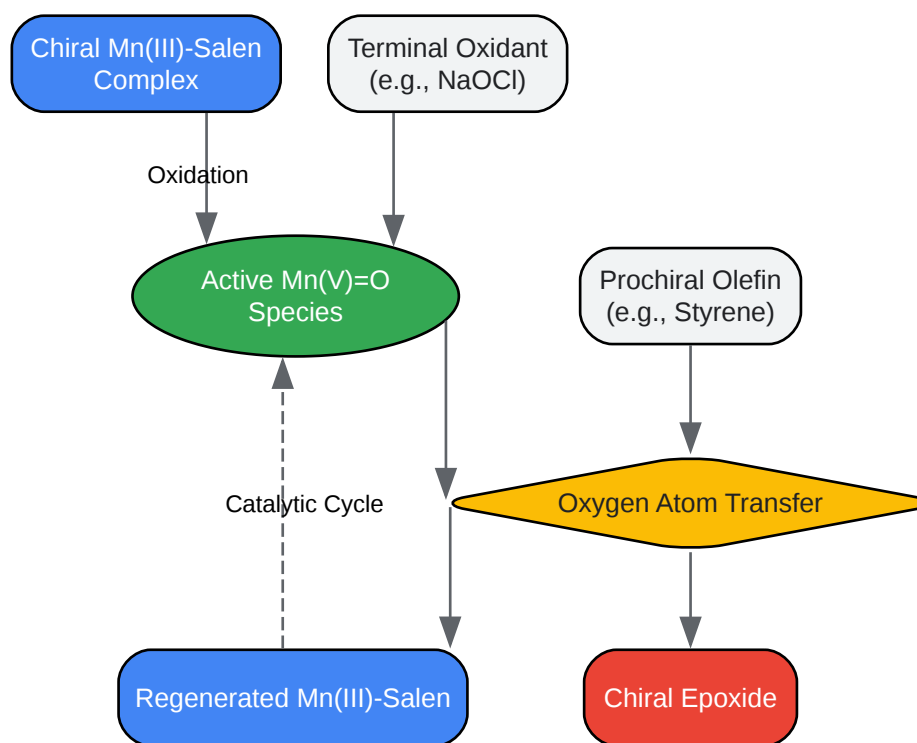 Chiral Mn(III)-Salen
Complex
Terminal Oxidant
(e.g., NaOCl)
Oxidation
Active Mn(V)=O
Species
Prochiral Olefin
(e.g., Styrene)
Catalytic Cycle
Oxygen Atom Transfer
Regenerated Mn(III)-Salen
Chiral Epoxide